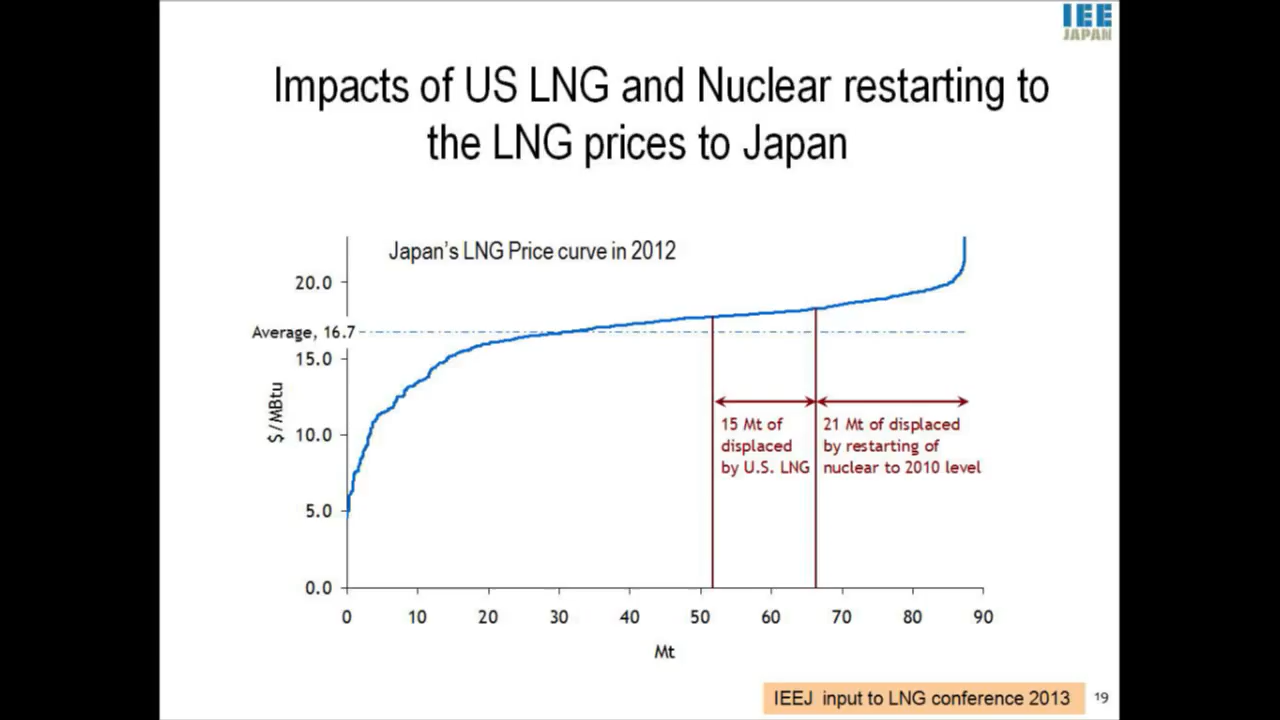 IEE
JAPAN
Impacts of US LNG and Nuclear restarting to
the LNG prices to Japan
Japan's LNG Price curve in 2012
20.0
Average, 16.7
15.0
10.0
5.0
0.0
$/MBtu
15 Mt of
displaced
by U.S. LNG
21 Mt of displaced
by restarting of
nuclear to 2010 level
0 10 20 30 40 50 60 70 80 90
Mt
IEEJ input to LNG conference 2013
19